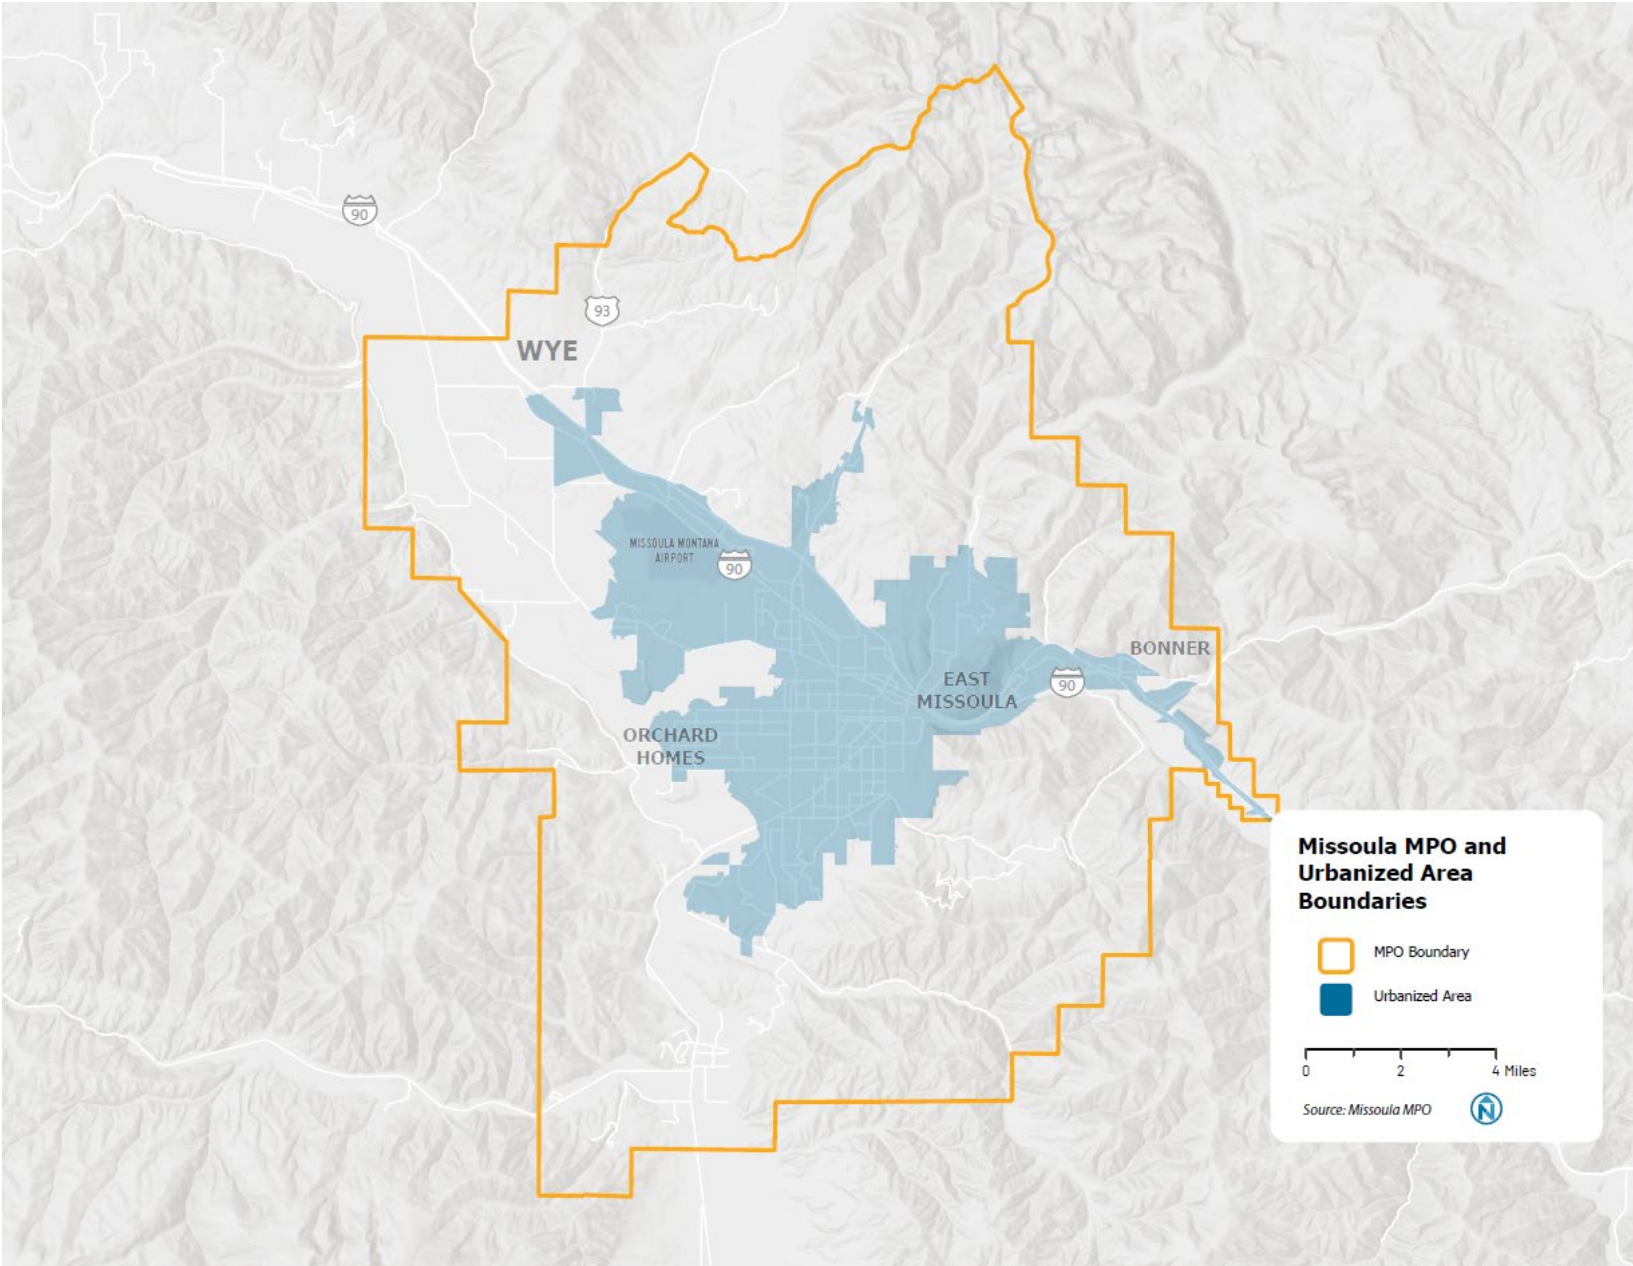 90
93
WYE
MISSOULA MONTANA
AIRPORT
90
BONNER
EAST
MISSOULA
90
ORCHARD
HOMES
Missoula MPO and
Urbanized Area
Boundaries
MPO Boundary
Urbanized Area
0 2 4 Miles
Source: Missoula MPO
N